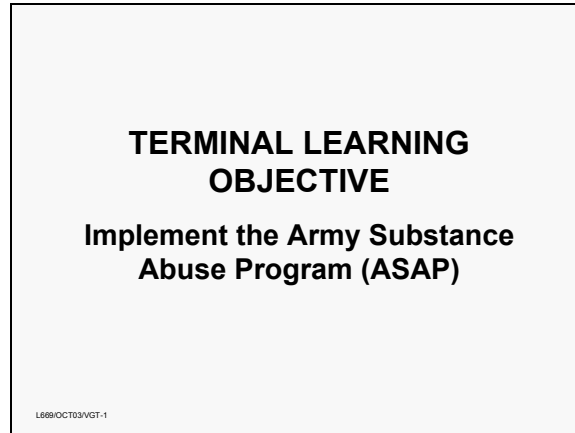 TERMINAL LEARNING
OBJECTIVE
Implement the Army Substance
Abuse Program (ASAP)
L669/OCT03/VGT-1